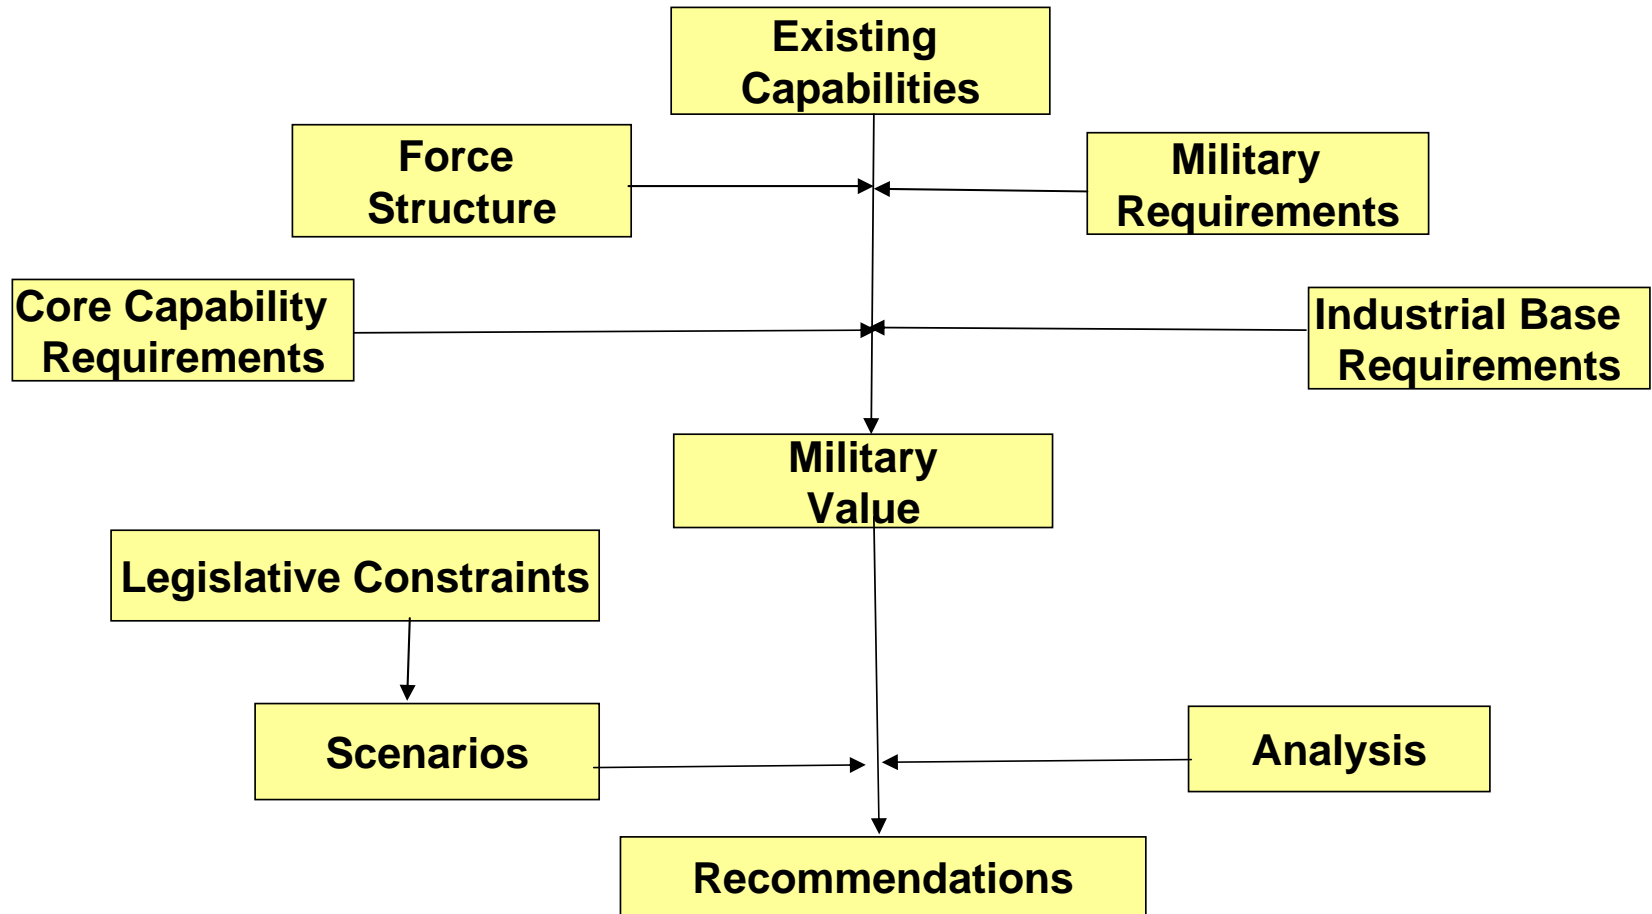 Existing
Capabilities
Force
Structure
Military
Requirements
Core Capability
Requirements
Industrial Base
Requirements
Military
Value
Legislative Constraints
Scenarios
Analysis
Recommendations